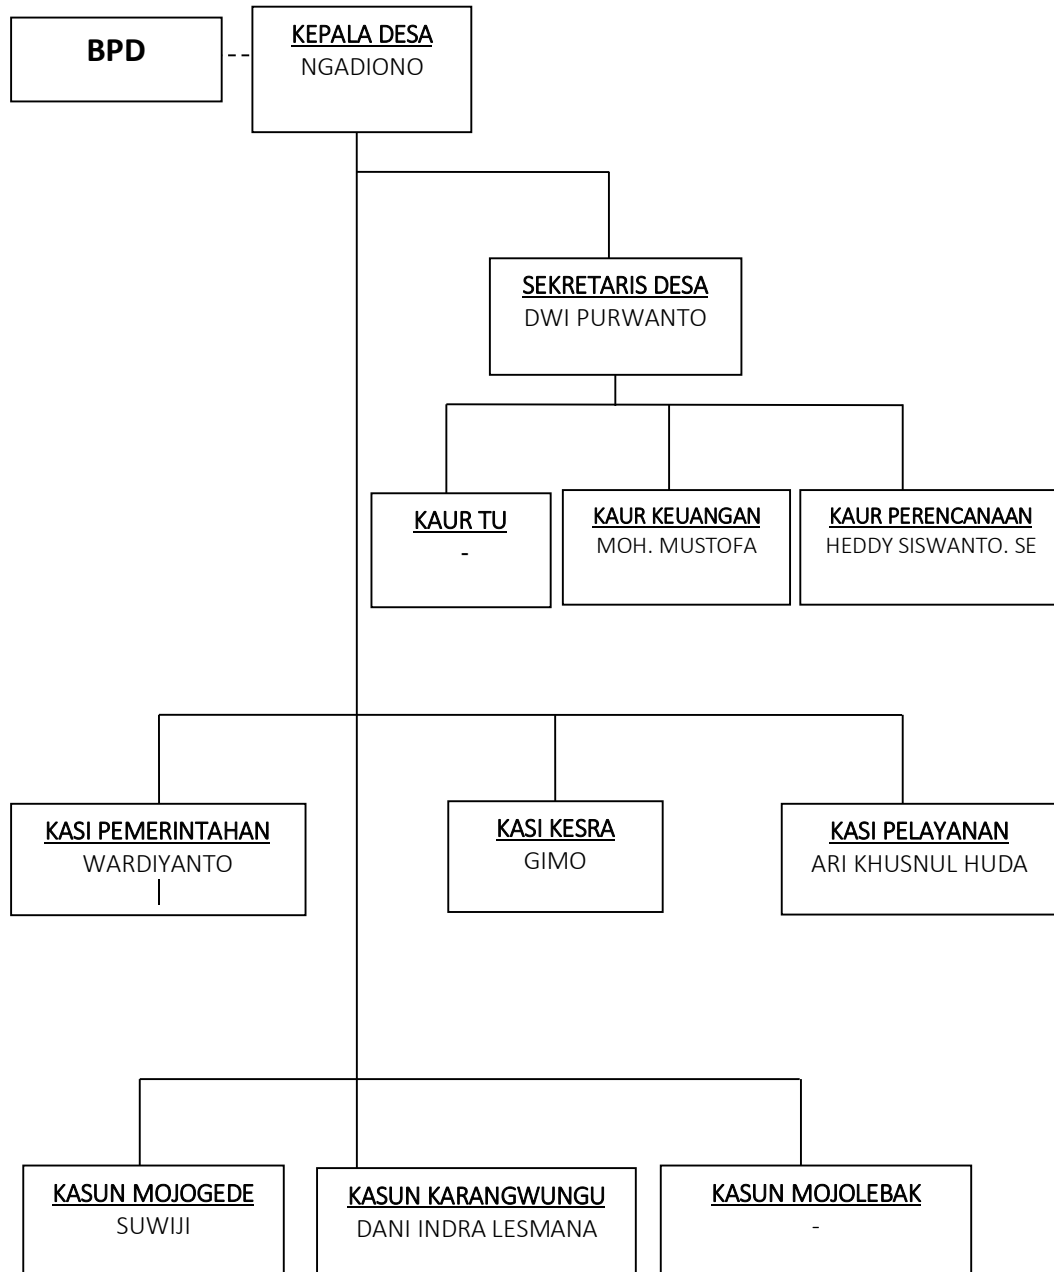 BPD
KEPALA DESA
NGADIONO
SEKRETARIS DESA
DWI PURWANTO
KAUR TU
-
KAUR KEUANGAN
MOH. MUSTOFA
KAUR PERENCANAAN
HEDDY SISWANTO. SE
KASI PEMERINTAHAN
WARDIYANTO
KASI KESRA
GIMO
KASI PELAYANAN
ARI KHUSNUL HUDA
KASUN MOJOGEDE
SUWIJI
KASUN KARANGWUNGU
DANI INDRA LESMANA
KASUN MOJOLEBAK
-